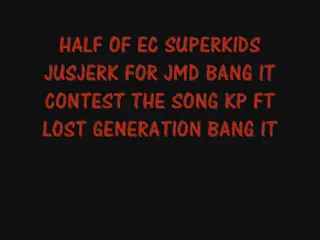 HALF OF EC SUPERKIDS
JUSJERK FOR JMD BANG IT
CONTEST THE SONG KP FT
LOST GENERATION BANG IT